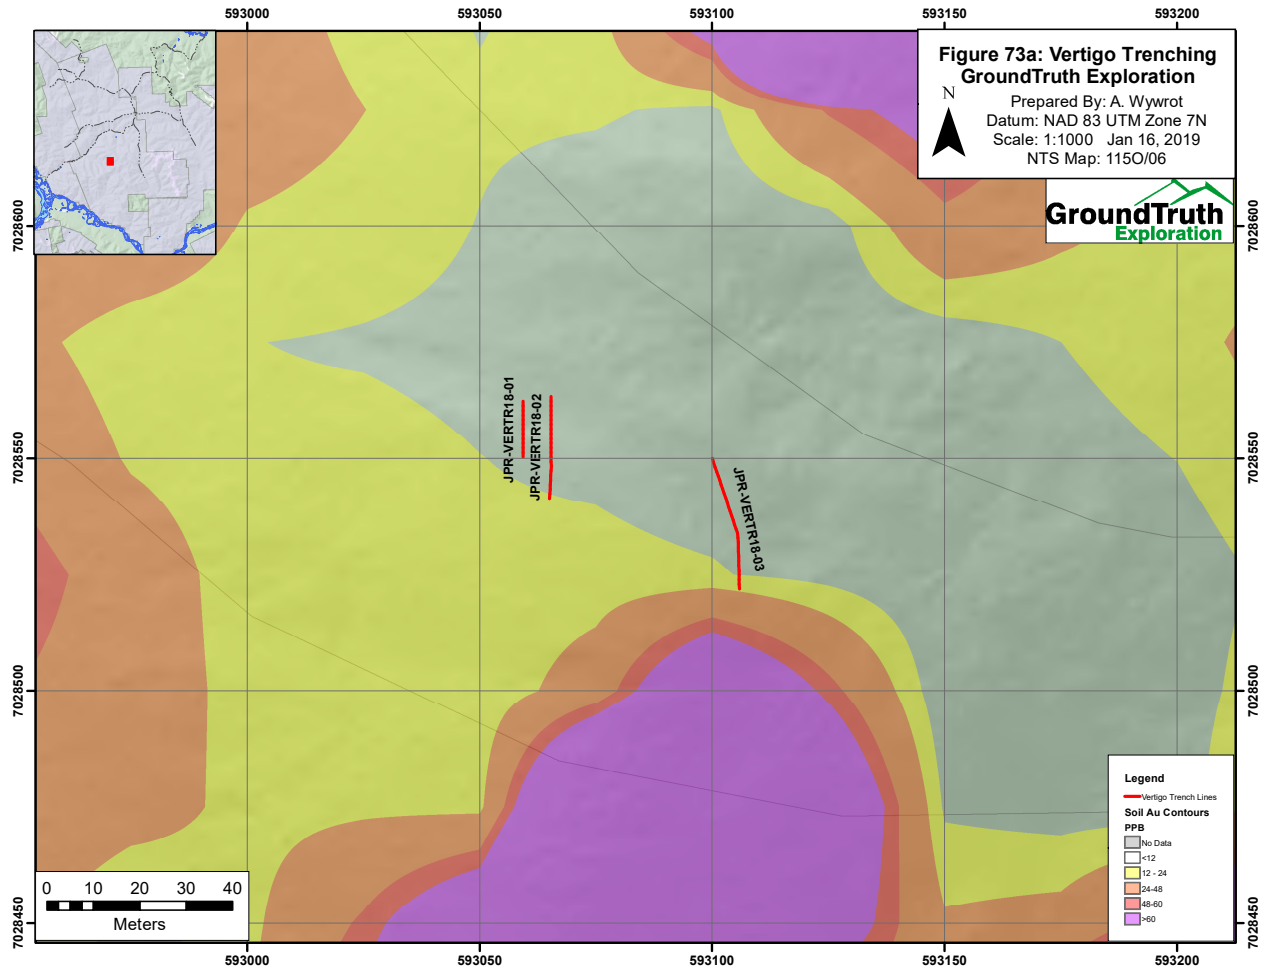 593000
593050
593100
593150
593200
Figure 73a: Vertigo Trenching
GroundTruth Exploration
N
Prepared By: A. Wywrot
Datum: NAD 83 UTM Zone 7N
Scale: 1:1000 Jan 16, 2019
NTS Map: 115O/06
GroundTruth
Exploration
7028600
7028600
JPR-VERTR18-01
JPR-VERTR18-02
JPR-VERTR18-03
7028550
7028550
7028500
7028500
Legend
Vertigo Trench Lines
Soil Au Contours
PPB
No Data
<12
12 - 24
24-48
48-60
>60
0 10 20 30 40
Meters
7028450
7028450
593000
593050
593100
593150
593200